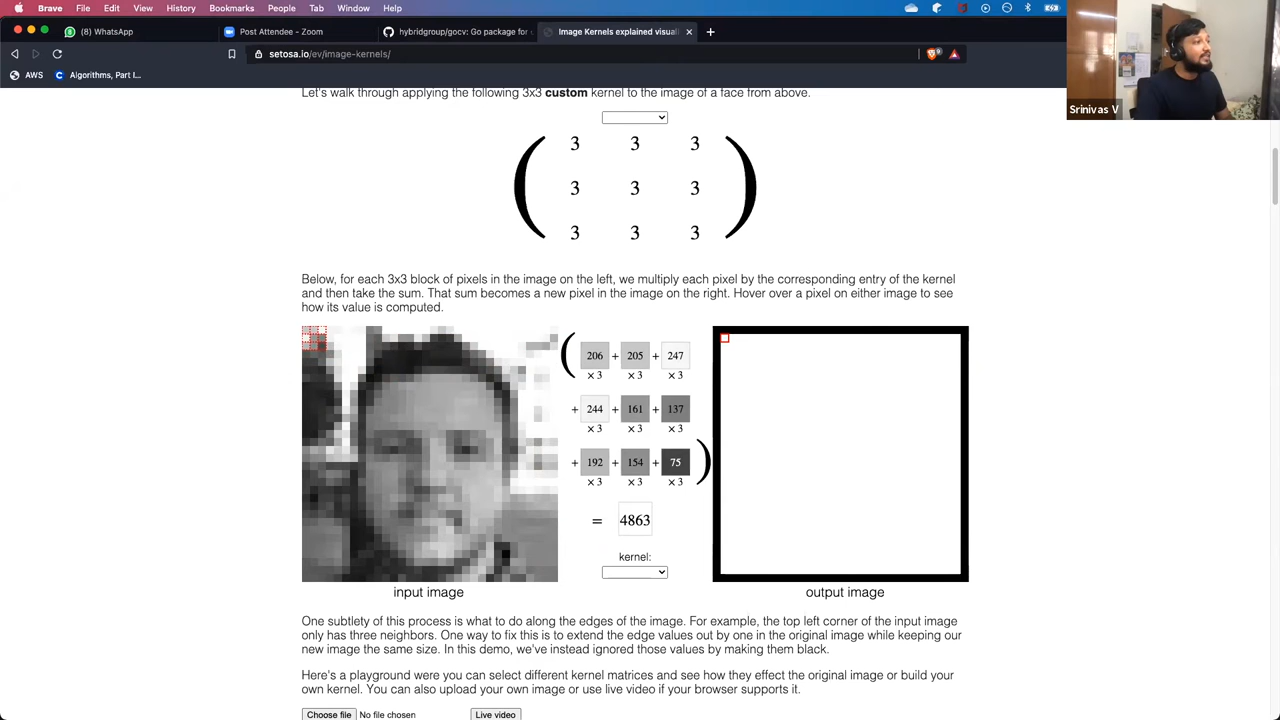 Brave File Edit View History Bookmarks Profiles Tab Window Help
(8) WhatsApp
Post Attendee - Zoom
hybridgroup/gocv: Go package for
Image Kernels explained visual
setosa.io/ev/image-kernels/
AWS
Algorithms, Part I...
Srinivas V
Let's walk through applying the following 3x3 custom kernel to the image of a face from above.
3 3 3
3 3 3
3 3 3
Below, for each 3x3 block of pixels in the image on the left, we multiply each pixel by the corresponding entry of the kernel
and then take the sum. That sum becomes a new pixel in the image on the right. Hover over a pixel on either image to see
how its value is computed.
( 206 + 205 + 247
×3 ×3 ×3
+ 244 + 161 + 137
×3 ×3 ×3
+ 192 + 154 + 75 )
×3 ×3 ×3
= 4863
kernel:
input image
output image
One subtlety of this process is what to do along the edges of the image. For example, the top left corner of the input image
only has three neighbors. One way to fix this is to extend the edge values out by one in the original image while keeping our
new image the same size. In this demo, we've instead ignored those values by making them black.
Here's a playground were you can select different kernel matrices and see how they effect the original image or build your
own kernel. You can also upload your own image or use live video if your browser supports it.
Choose file No file chosen Live video